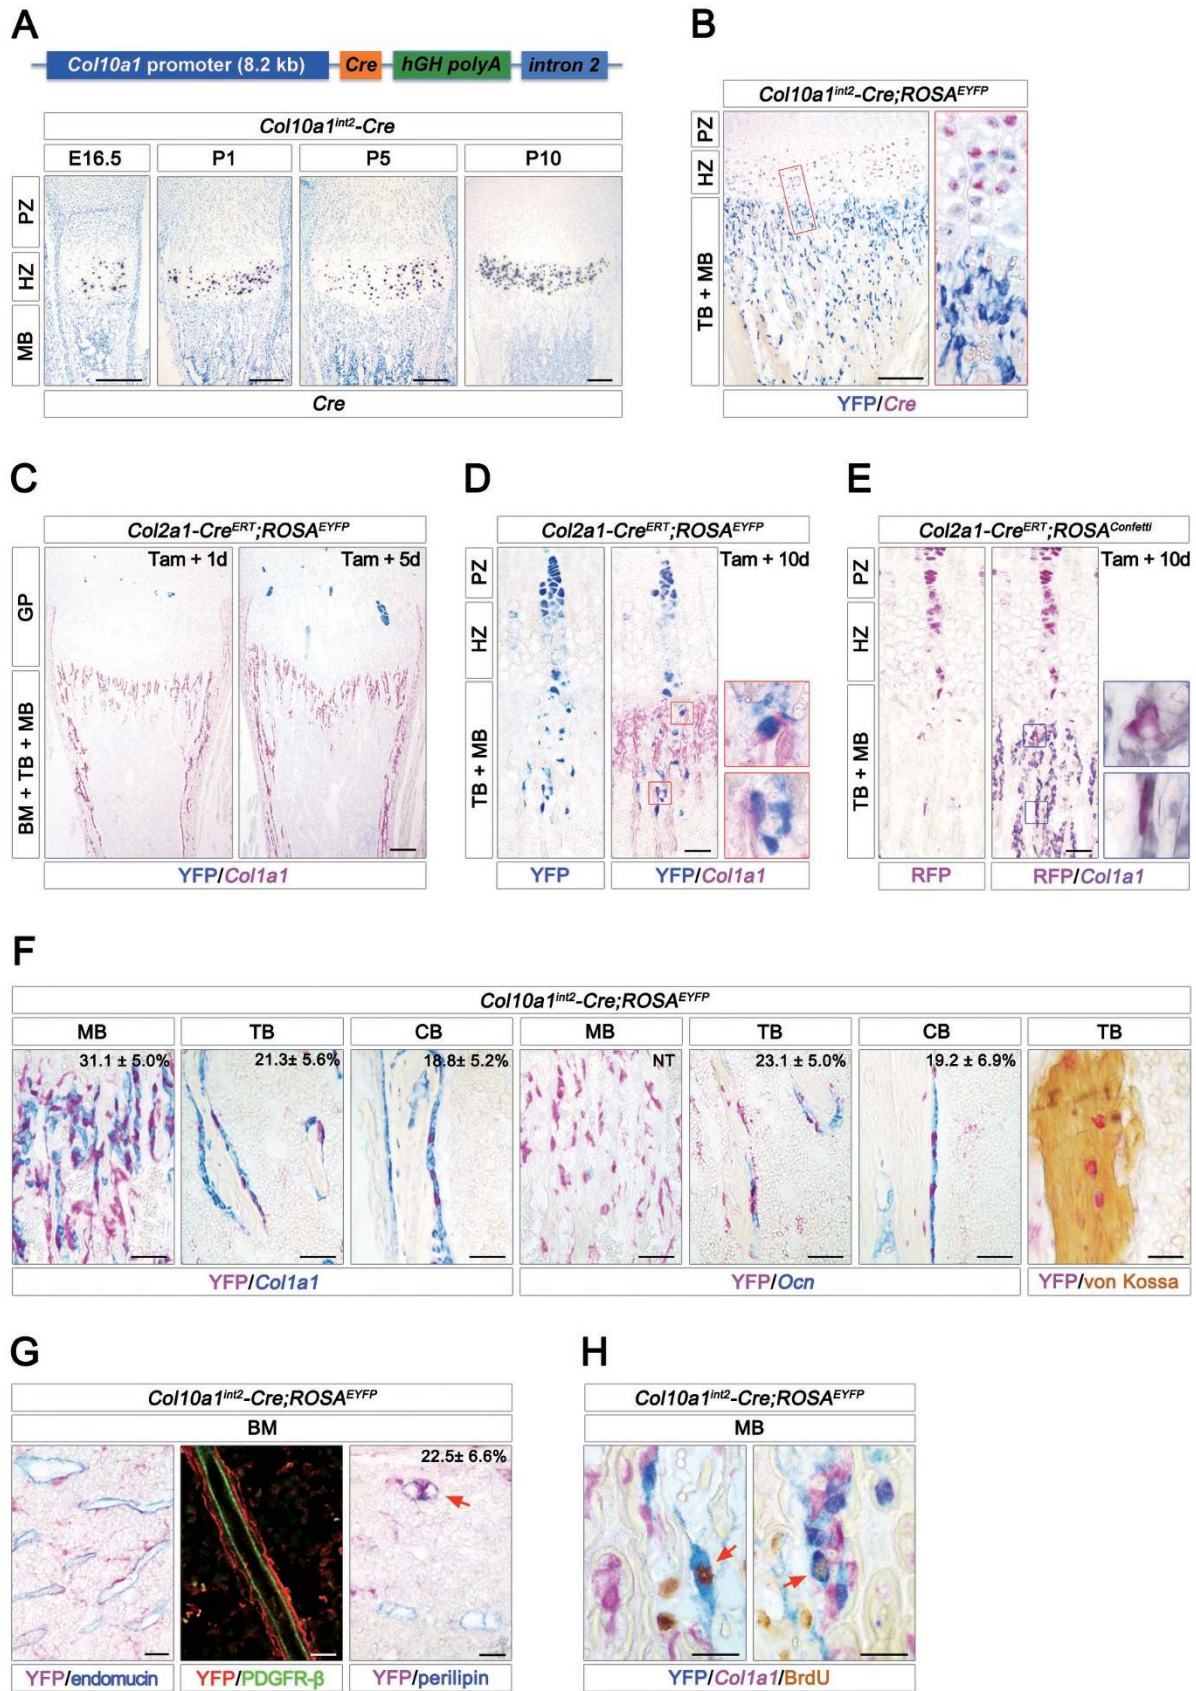 A
Col10a1 promoter (8.2 kb) Cre hGH polyA intron 2
Col10a1int2-Cre
E16.5 P1 P5 P10
PZ
HZ
MB
Cre
B
Col10a1int2-Cre;ROSAEYFP
PZ
HZ
TB + MB
YFP/Cre
C
Col2a1-CreERT;ROSAEYFP
Tam + 1d Tam + 5d
GP
BM + TB + MB
YFP/Col1a1
D
Col2a1-CreERT;ROSAEYFP
Tam + 10d
PZ
HZ
TB + MB
YFP YFP/Col1a1
E
Col2a1-CreERT;ROSAConfetti
Tam + 10d
PZ
HZ
TB + MB
RFP RFP/Col1a1
F
Col10a1int2-Cre;ROSAEYFP
MB TB CB MB TB CB TB
31.1 ± 5.0% 21.3± 5.6% 18.8± 5.2% NT 23.1 ± 5.0% 19.2 ± 6.9%
YFP/Col1a1 YFP/Ocn YFP/von Kossa
G
Col10a1int2-Cre;ROSAEYFP
BM
22.5± 6.6%
YFP/endomucin YFP/PDGFR-β YFP/perilipin
H
Col10a1int2-Cre;ROSAEYFP
MB
YFP/Col1a1/BrdU